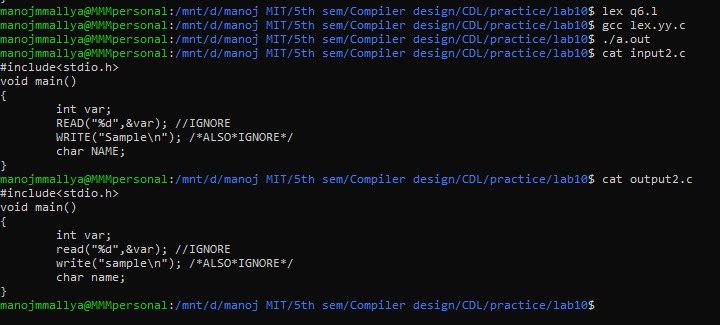 manojmmallya@MMMpersonal:/mnt/d/manoj MIT/5th sem/Compiler design/CDL/practice/lab10$ lex q6.l
manojmmallya@MMMpersonal:/mnt/d/manoj MIT/5th sem/Compiler design/CDL/practice/lab10$ gcc lex.yy.c
manojmmallya@MMMpersonal:/mnt/d/manoj MIT/5th sem/Compiler design/CDL/practice/lab10$ ./a.out
manojmmallya@MMMpersonal:/mnt/d/manoj MIT/5th sem/Compiler design/CDL/practice/lab10$ cat input2.c
#include<stdio.h>
void main()
{
        int var;
        READ("%d",&var); //IGNORE
        WRITE("Sample\n"); /*ALSO*IGNORE*/
        char NAME;
}
manojmmallya@MMMpersonal:/mnt/d/manoj MIT/5th sem/Compiler design/CDL/practice/lab10$ cat output2.c
#include<stdio.h>
void main()
{
        int var;
        read("%d",&var); //IGNORE
        write("sample\n"); /*ALSO*IGNORE*/
        char name;
}
manojmmallya@MMMpersonal:/mnt/d/manoj MIT/5th sem/Compiler design/CDL/practice/lab10$